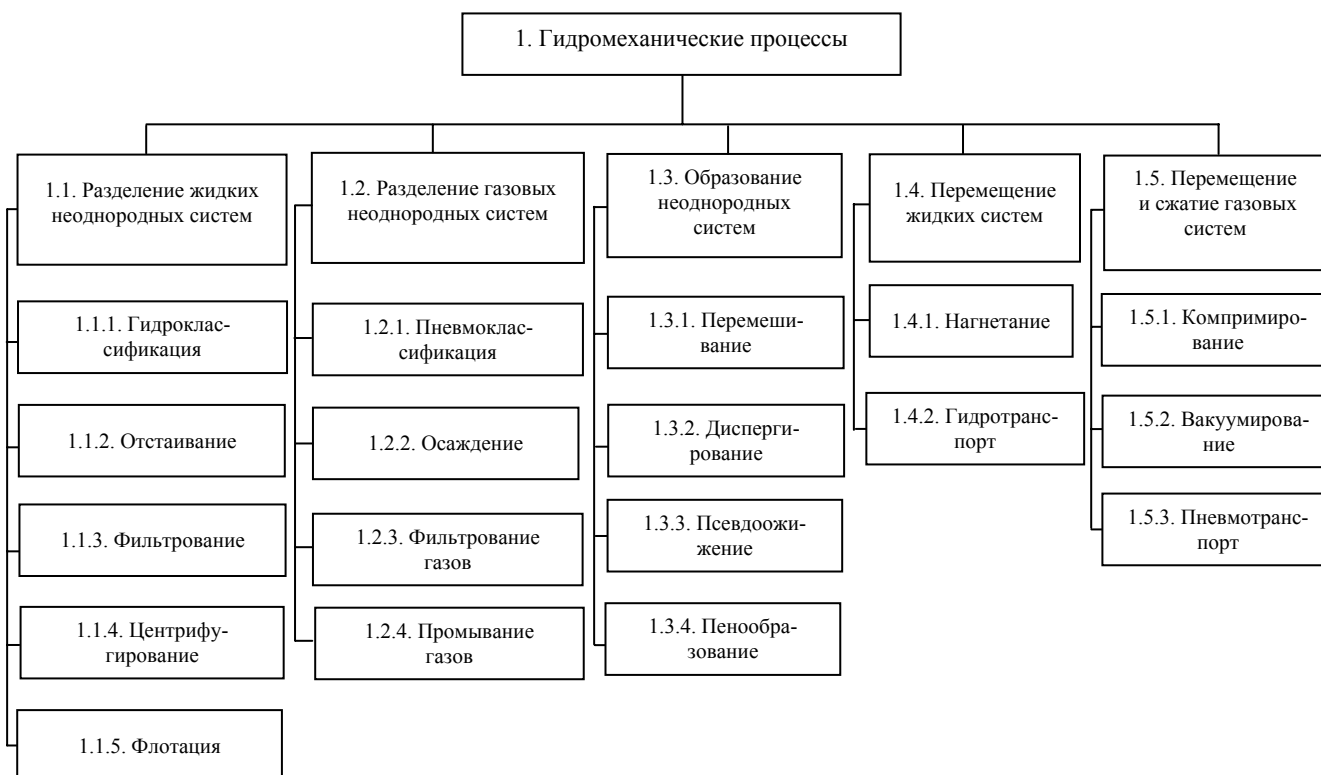 1. Гидромеханические процессы
1.1. Разделение жидких
неоднородных систем
1.2. Разделение газовых
неоднородных систем
1.3. Образование
неоднородных
систем
1.4. Перемещение
жидких систем
1.5. Перемещение
и сжатие газовых
систем
1.1.1. Гидроклас-
сификация
1.2.1. Пневмоклас-
сификация
1.3.1. Перемеши-
вание
1.4.1. Нагнетание
1.5.1. Компримиро-
вание
1.1.2. Отстаивание
1.2.2. Осаждение
1.3.2. Disперги-
рование
1.4.2. Гидротранс-
порт
1.5.2. Вакуумирова-
ние
1.1.3. Фильтрование
1.2.3. Фильтрование
газов
1.3.3. Псевдоожи-
жение
1.5.3. Пневмотранс-
порт
1.1.4. Центрифу-
гирование
1.2.4. Промывание
газов
1.3.4. Пенообра-
зование
1.1.5. Флотация